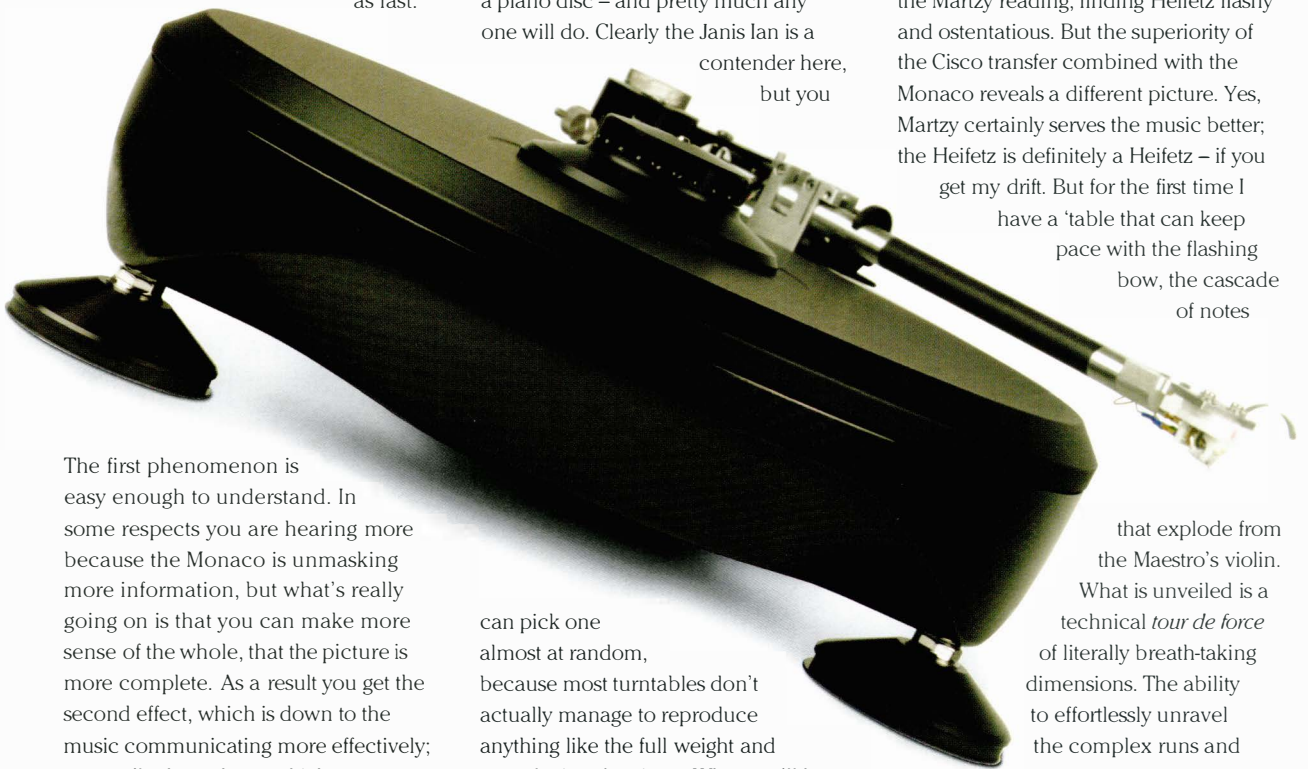 as fast.
The first phenomenon is
easy enough to understand. In
some respects you are hearing more
because the Monaco is unmasking
more information, but what's really
going on is that you can make more
sense of the whole, that the picture is
more complete. As a result you get the
second effect, which is down to the
music communicating more effectively;
a piano disc – and pretty much any
one will do. Clearly the Janis Ian is a
contender here,
but you
can pick one
almost at random,
because most turntables don't
actually manage to reproduce
anything like the full weight and
the Martzy reading, finding Heifetz flashy
and ostentatious. But the superiority of
the Cisco transfer combined with the
Monaco reveals a different picture. Yes,
Martzy certainly serves the music better;
the Heifetz is definitely a Heifetz – if you
get my drift. But for the first time I
have a 'table that can keep
pace with the flashing
bow, the cascade
of notes
that explode from
the Maestro's violin.
What is unveiled is a
technical tour de force
of literally breath-taking
dimensions. The ability
to effortlessly unravel
the complex runs and